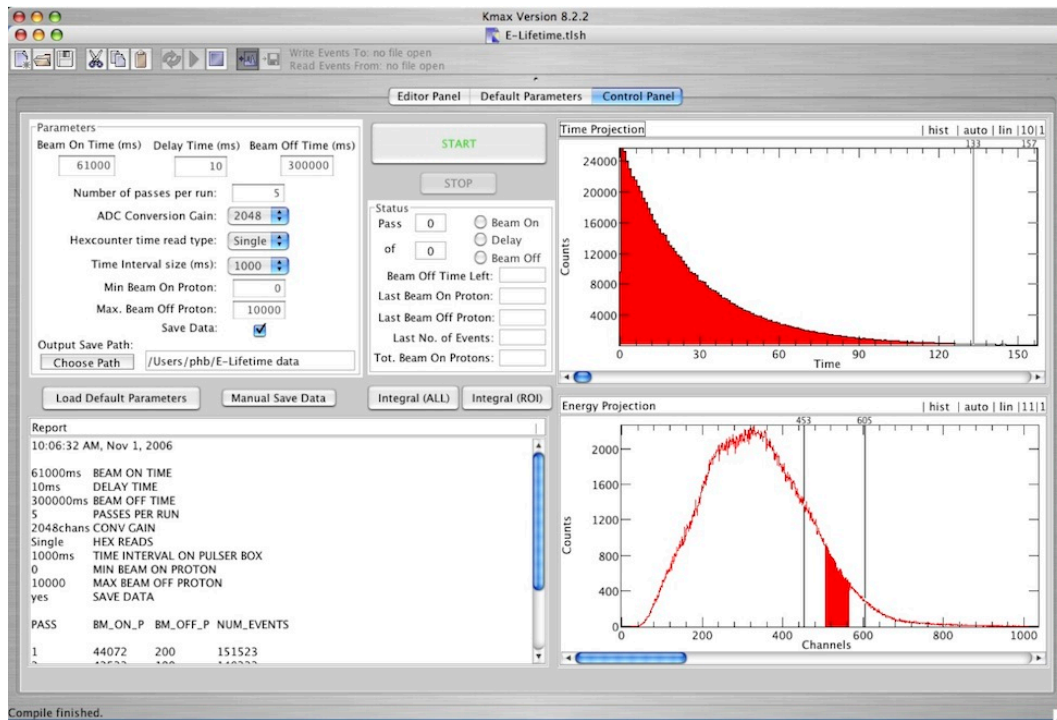 Kmax Version 8.2.2
E-Lifetime.tlsh
Write Events To: no file open
Read Events From: no file open
Editor Panel Default Parameters Control Panel
Parameters
Beam On Time (ms) Delay Time (ms) Beam Off Time (ms)
61000 10 300000
Number of passes per run: 5
ADC Conversion Gain: 2048
Hexcounter time read type: Single
Time Interval size (ms): 1000
Min Beam On Proton: 0
Max. Beam Off Proton: 10000
Save Data:
Output Save Path:
Choose Path /Users/phb/E-Lifetime data
START
STOP
Status
Pass 0 Beam On
Delay
of 0 Beam Off
Beam Off Time Left:
Last Beam On Proton:
Last Beam Off Proton:
Last No. of Events:
Tot. Beam On Protons:
Load Default Parameters Manual Save Data Integral (ALL) Integral (ROI)
Report
10:06:32 AM, Nov 1, 2006
61000ms BEAM ON TIME
10ms DELAY TIME
300000ms BEAM OFF TIME
5 PASSES PER RUN
2048chans CONV GAIN
Single HEX READS
1000ms TIME INTERVAL ON PULSER BOX
0 MIN BEAM ON PROTON
10000 MAX BEAM OFF PROTON
yes SAVE DATA
PASS BM_ON_P BM_OFF_P NUM_EVENTS
1 44072 200 151523
Time Projection | hist | auto | lin |10|1
133 157
24000
20000
16000
12000
8000
4000
Counts
0 30 60 90 120 150
Time
Energy Projection | hist | auto | lin |11|1
453 605
2000
1600
1200
800
400
0
Counts
0 200 400 600 800 1000
Channels
Compile finished.